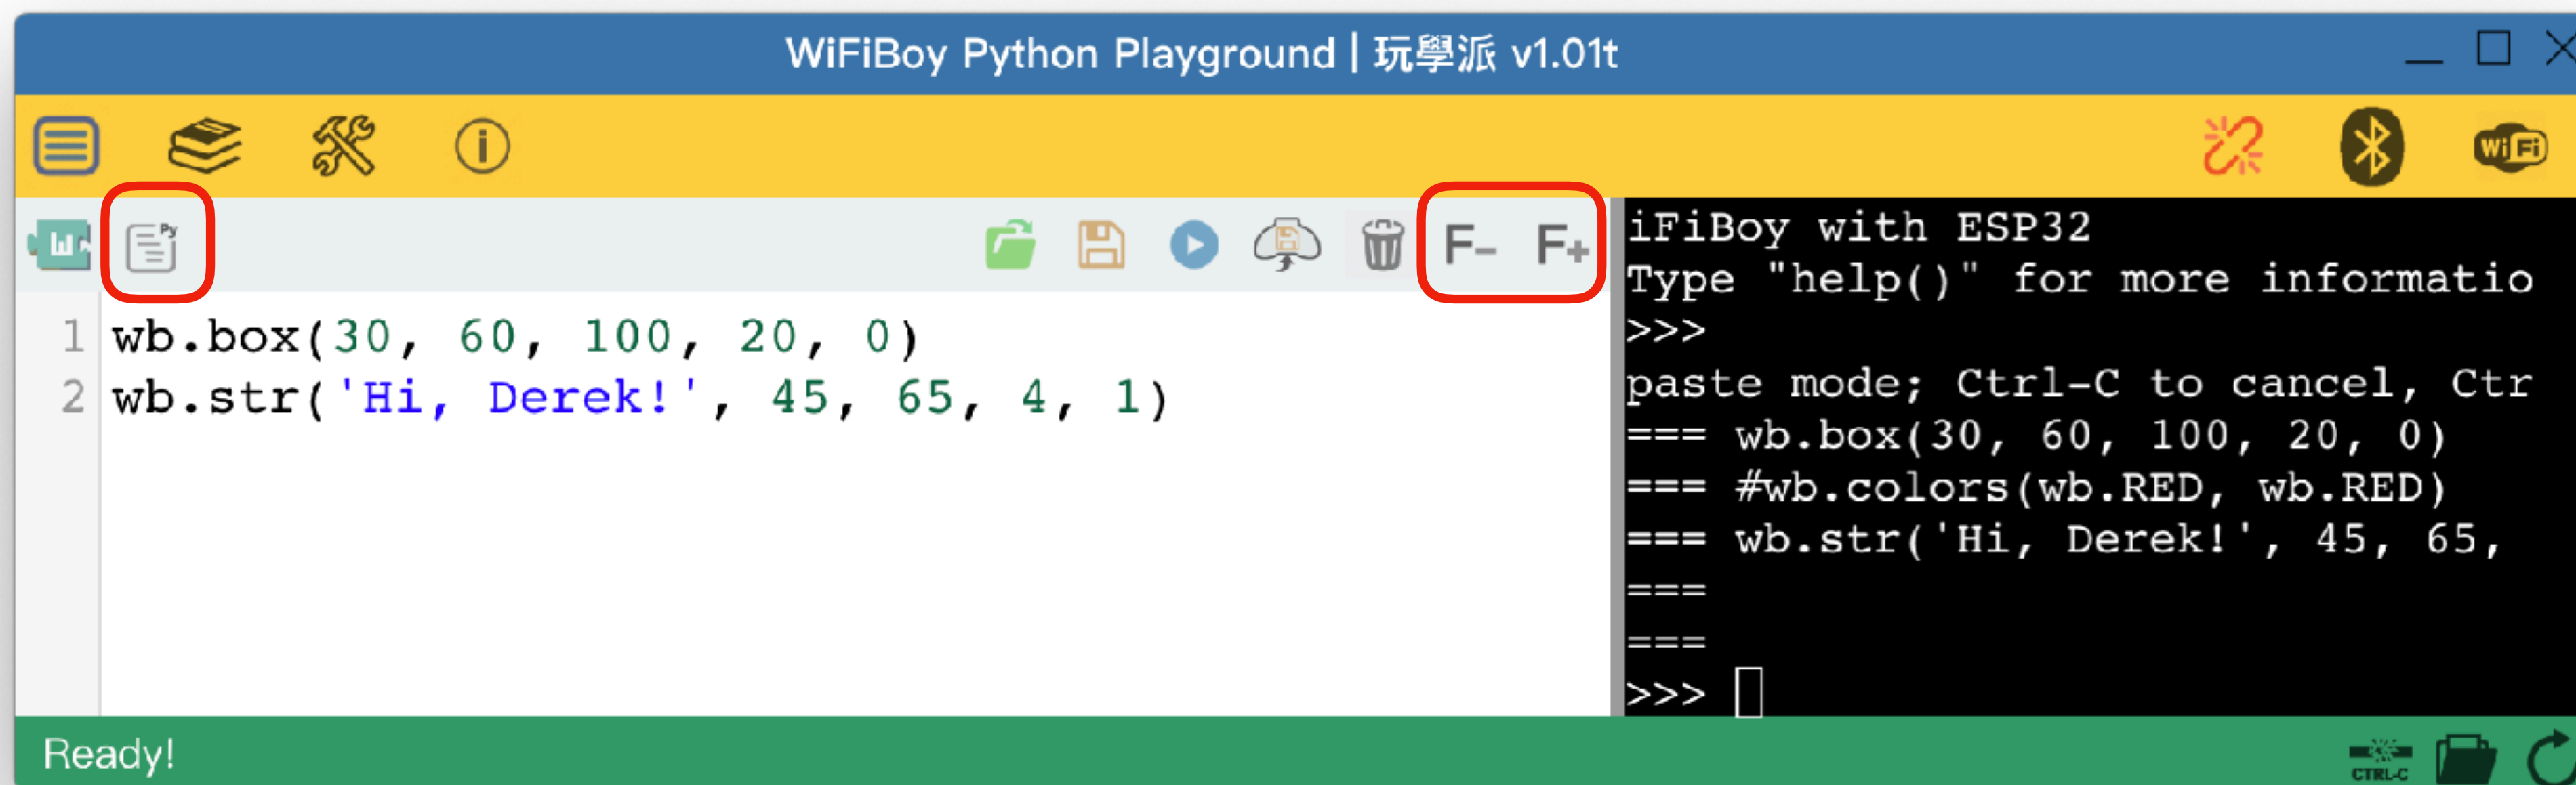 WiFiBoy Python Playground | 玩學派 v1.01t
WiFi
Py
F- F+
1 wb.box(30, 60, 100, 20, 0)
2 wb.str('Hi, Derek!', 45, 65, 4, 1)
iFiBoy with ESP32
Type "help()" for more informatio
>>>
paste mode; Ctrl-C to cancel, Ctr
=== wb.box(30, 60, 100, 20, 0)
=== #wb.colors(wb.RED, wb.RED)
=== wb.str('Hi, Derek!', 45, 65,
===
===
>>>
Ready!
CTRL-C